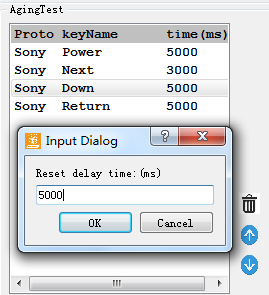 AgingTest
Proto keyName time(ms)
Sony Power 5000
Sony Next 3000
Sony Down 5000
Sony Return 5000
Input Dialog
?
Reset delay time:(ms)
5000
OK Cancel